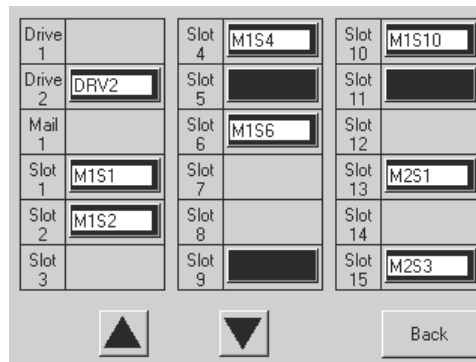 Drive
1
Drive
2
DRV2
Mail
1
Slot
1
M1S1
Slot
2
M1S2
Slot
3
Slot
4
M1S4
Slot
5
Slot
6
M1S6
Slot
7
Slot
8
Slot
9
Slot
10
M1S10
Slot
11
Slot
12
Slot
13
M2S1
Slot
14
Slot
15
M2S3
Back